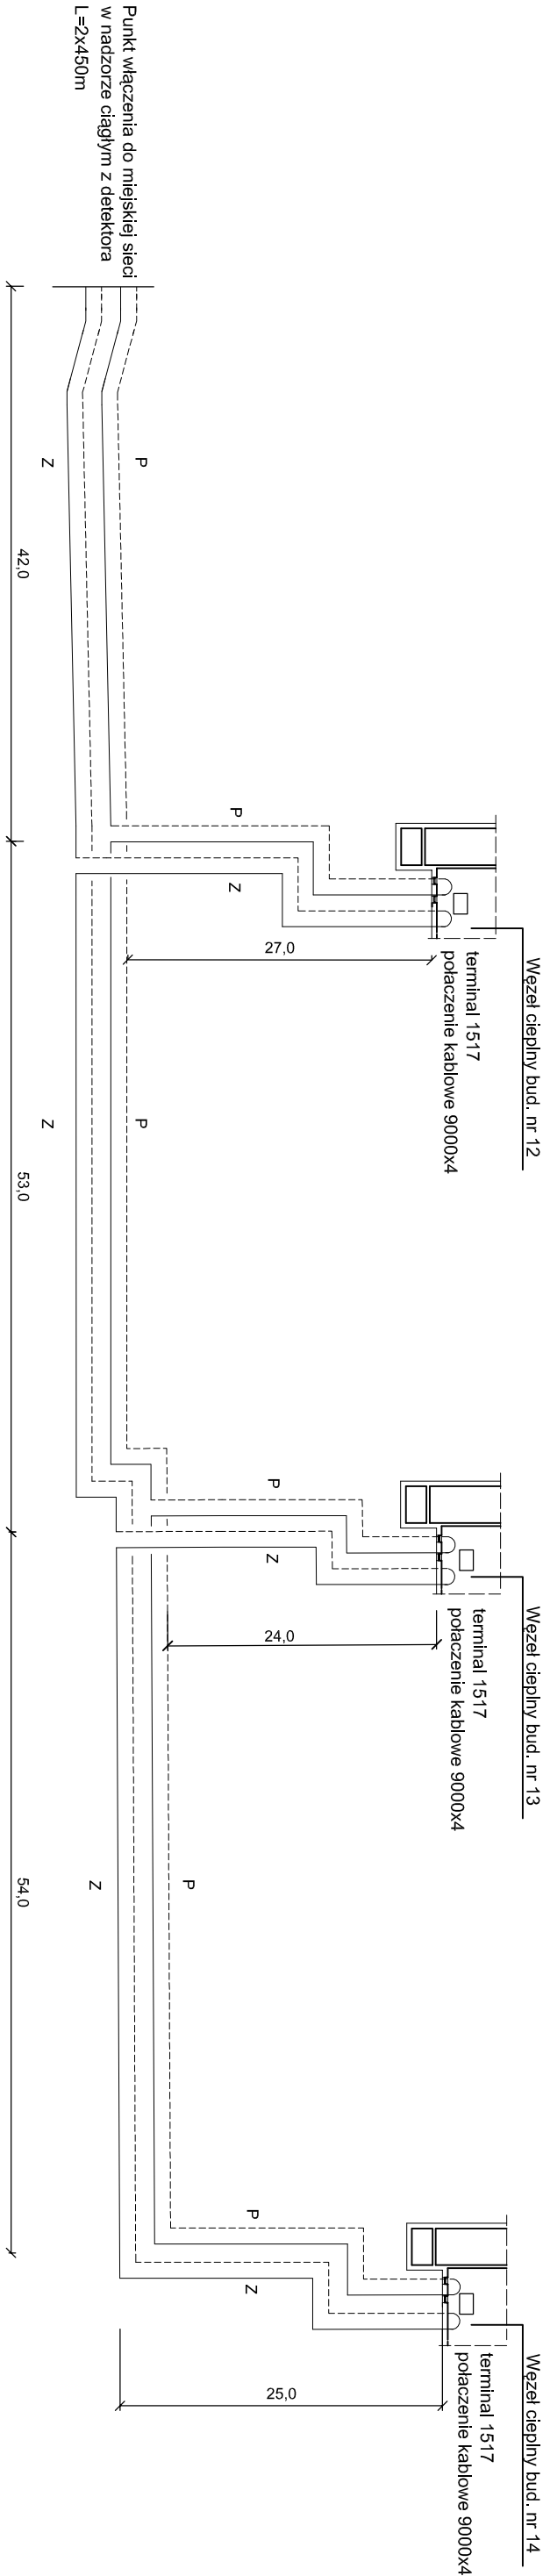 Punkt włączenia do miejskiej sieci
w nadzorze ciągłym z detektora
L=2x450m
Z
P
42,0
P
Z
27,0
Węzeł cieplny bud. nr 12
terminal 1517
połaczenie kablowe 9000x4
Z
P
53,0
P
Z
24,0
Węzeł cieplny bud. nr 13
terminal 1517
połaczenie kablowe 9000x4
Z
P
54,0
P
Z
25,0
Węzeł cieplny bud. nr 14
terminal 1517
połaczenie kablowe 9000x4